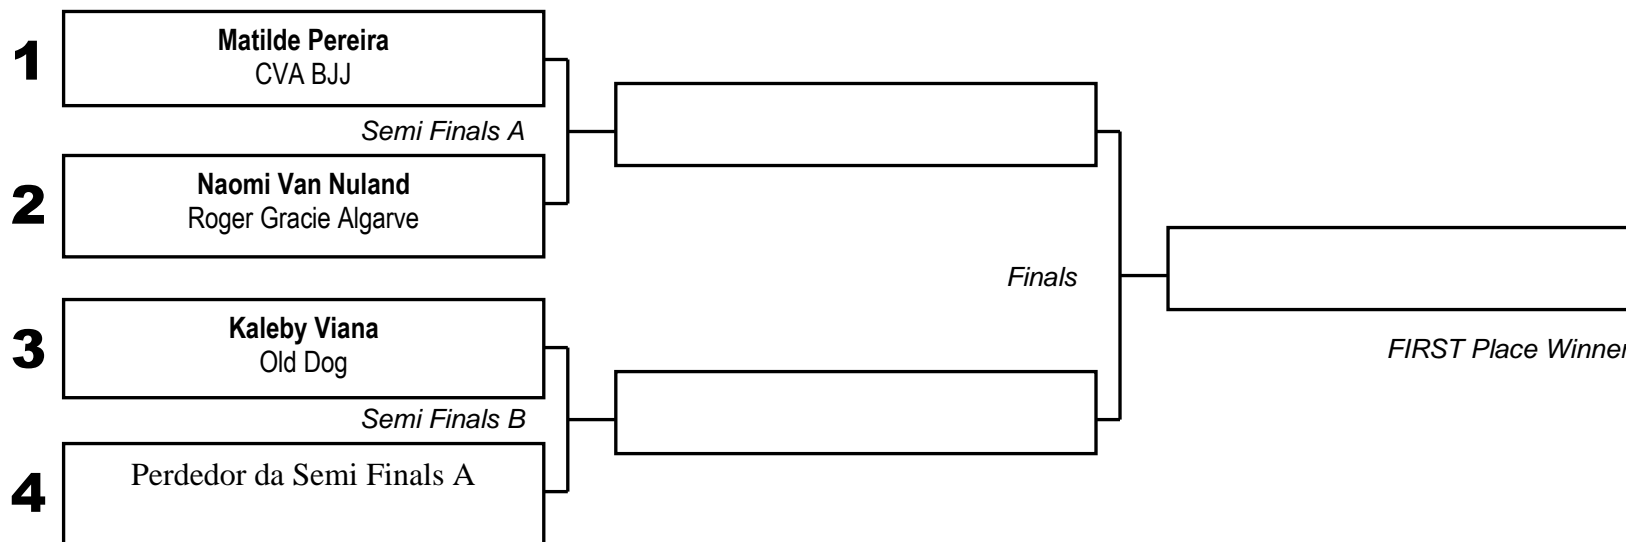 1
Matilde Pereira
CVA BJJ
Semi Finals A
2
Naomi Van Nuland
Roger Gracie Algarve
Finals
3
Kaleby Viana
Old Dog
FIRST Place Winner
Semi Finals B
4
Perdedor da Semi Finals A